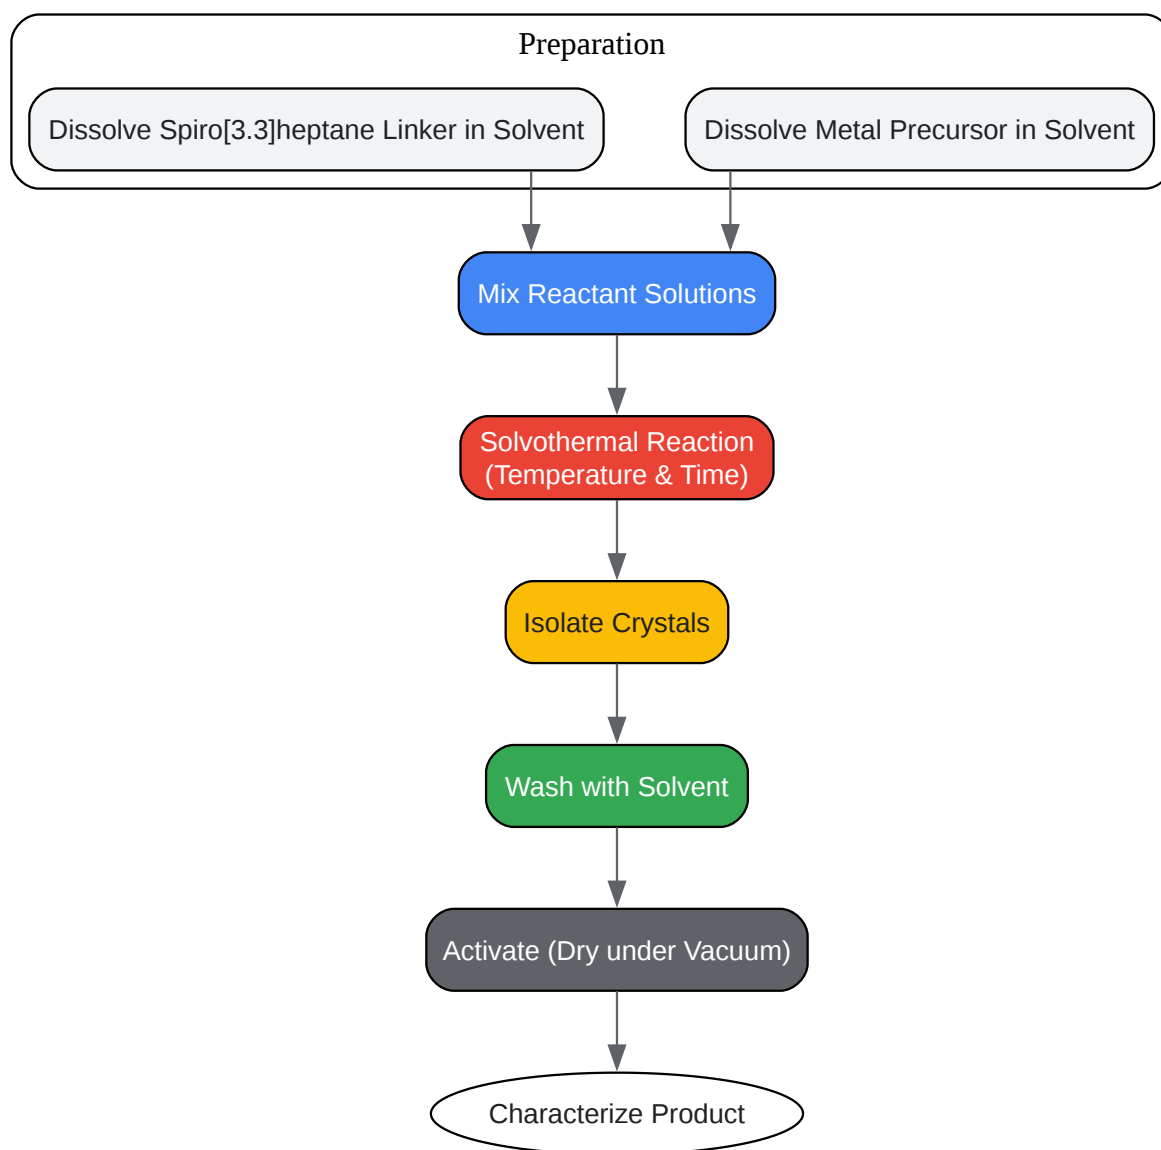 Preparation
Dissolve Spiro[3.3]heptane Linker in Solvent
Dissolve Metal Precursor in Solvent
Mix Reactant Solutions
Solvothermal Reaction
(Temperature & Time)
Isolate Crystals
Wash with Solvent
Activate (Dry under Vacuum)
Characterize Product